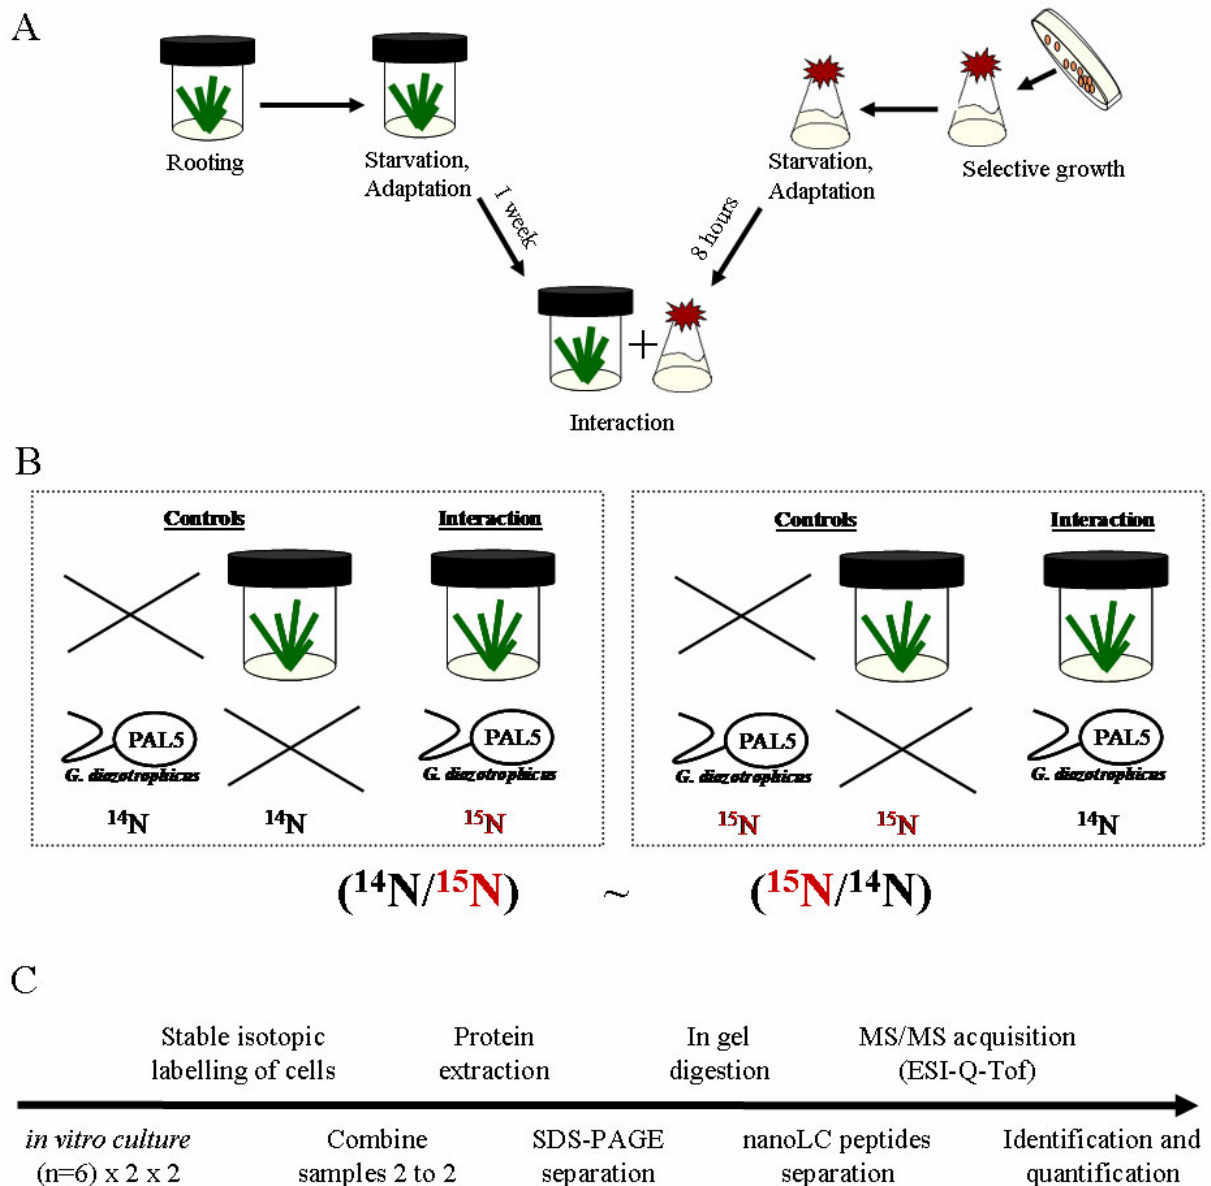 A
Rooting
Starvation,
Adaptation
Starvation,
Adaptation
Selective growth
1 week
8 hours
+
Interaction
B
Controls
Interaction
PAL5
G. diazotrophicus
PAL5
G. diazotrophicus
¹⁴N
¹⁴N
¹⁵N
Controls
Interaction
PAL5
G. diazotrophicus
PAL5
G. diazotrophicus
¹⁵N
¹⁵N
¹⁴N
(¹⁴N/¹⁵N) ~ (¹⁵N/¹⁴N)
C
Stable isotopic
labelling of cells
Protein
extraction
In gel
digestion
MS/MS acquisition
(ESI-Q-Tof)
in vitro culture
(n=6) x 2 x 2
Combine
samples 2 to 2
SDS-PAGE
separation
nanoLC peptides
separation
Identification and
quantification